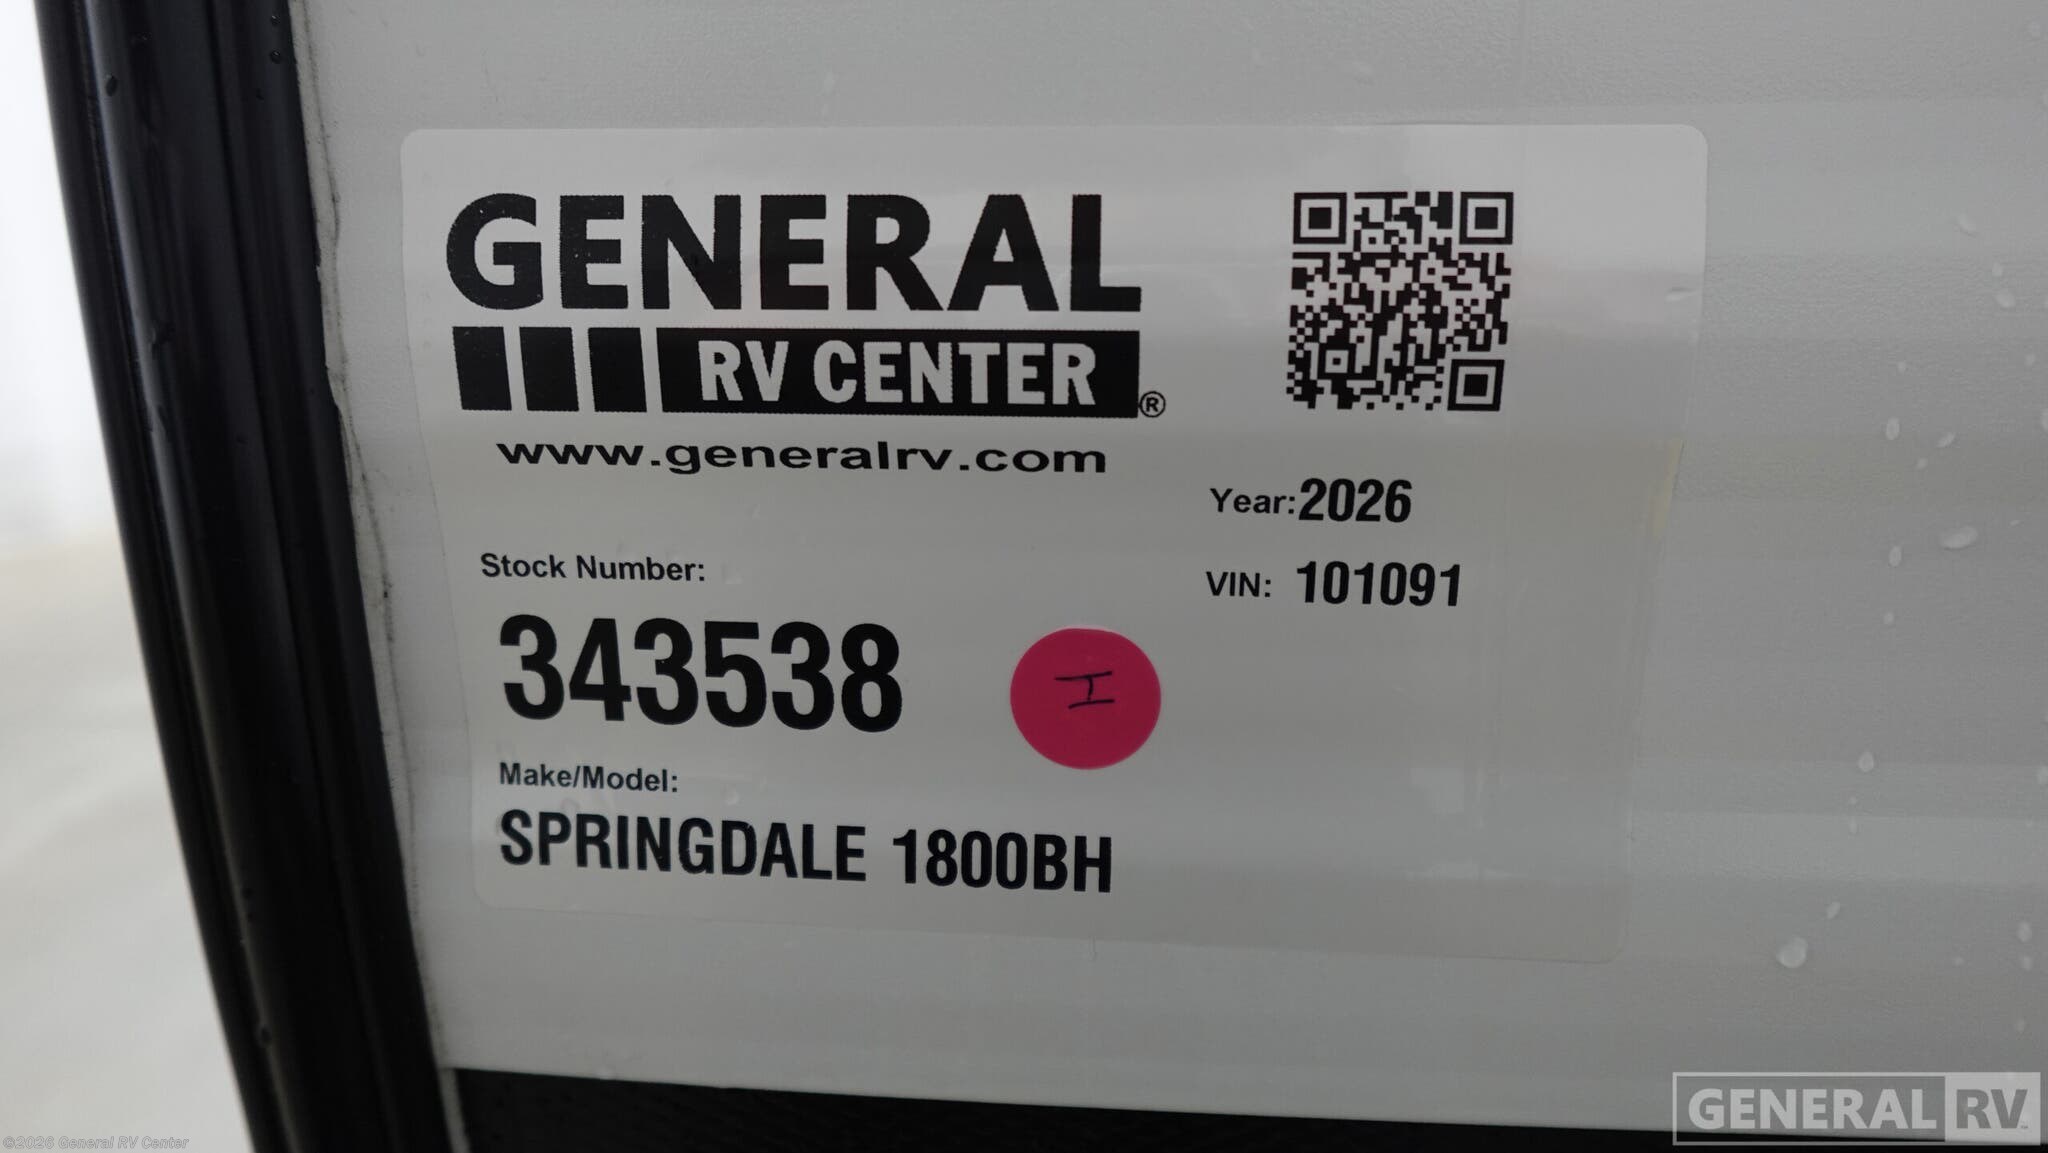 GENERAL
RV CENTER®
www.generalrv.com
Year: 2026
Stock Number:
VIN: 101091
343538
I
Make/Model:
SPRINGDALE 1800BH
GENERAL RV
©2026 General RV Center